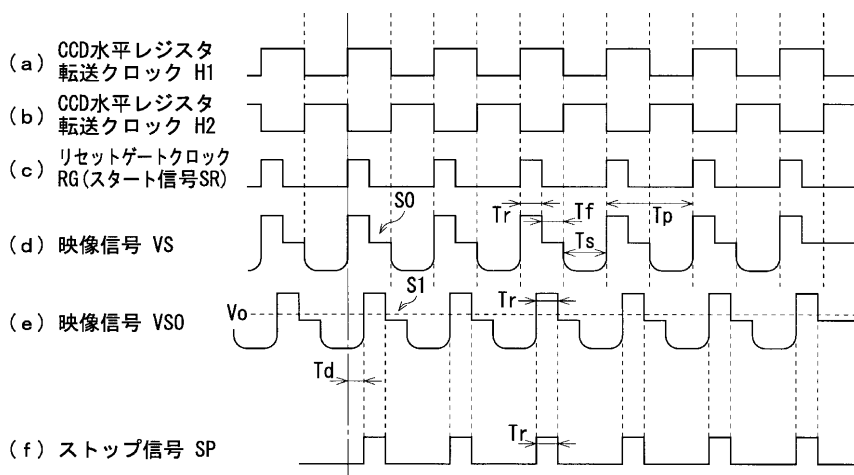 (a) CCD水平レジスタ
転送クロック H1
(b) CCD水平レジスタ
転送クロック H2
(c) リセットゲートクロック
RG(スタート信号SR)
Tr
Tf
Tp
S0
(d) 映像信号 VS
Ts
S1
Tr
Vo
(e) 映像信号 VSO
Td
Tr
(f) ストップ信号 SP